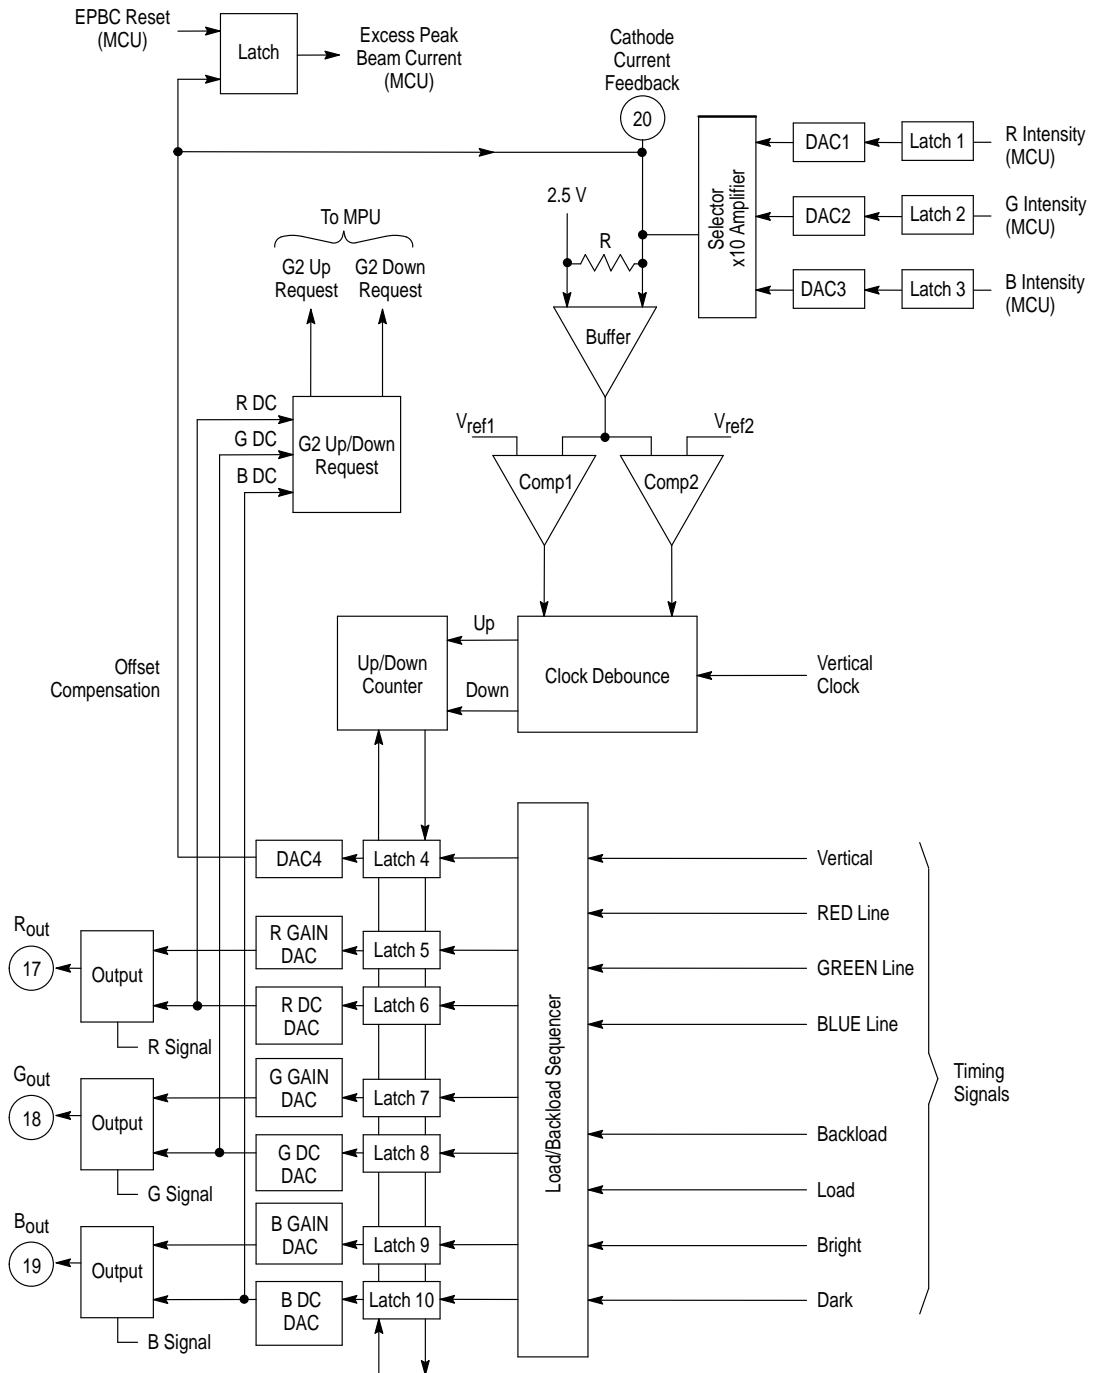 EPBC Reset
(MCU)
Latch
Excess Peak
Beam Current
(MCU)
Cathode
Current
Feedback
20
Selector
x10 Amplifier
DAC1
Latch 1
R Intensity
(MCU)
DAC2
Latch 2
G Intensity
(MCU)
DAC3
Latch 3
B Intensity
(MCU)
2.5 V
R
Buffer
To MPU
G2 Up
Request
G2 Down
Request
R DC
G DC
B DC
G2 Up/Down
Request
Vref1
Vref2
Comp1
Comp2
Up
Down
Up/Down
Counter
Clock Debounce
Vertical
Clock
Offset
Compensation
DAC4
Latch 4
Load/Backload Sequencer
Vertical
RED Line
GREEN Line
BLUE Line
Backload
Load
Bright
Dark
Timing
Signals
Rout
17
Output
R GAIN
DAC
Latch 5
R DC
DAC
Latch 6
R Signal
Gout
18
Output
G GAIN
DAC
Latch 7
G DC
DAC
Latch 8
G Signal
Bout
19
Output
B GAIN
DAC
Latch 9
B DC
DAC
Latch 10
B Signal